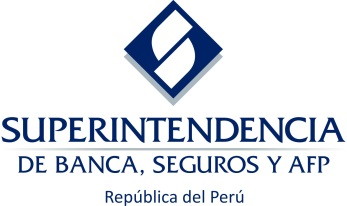 SUPERINTENDENCIA
DE BANCA, SEGUROS Y AFP
República del Perú